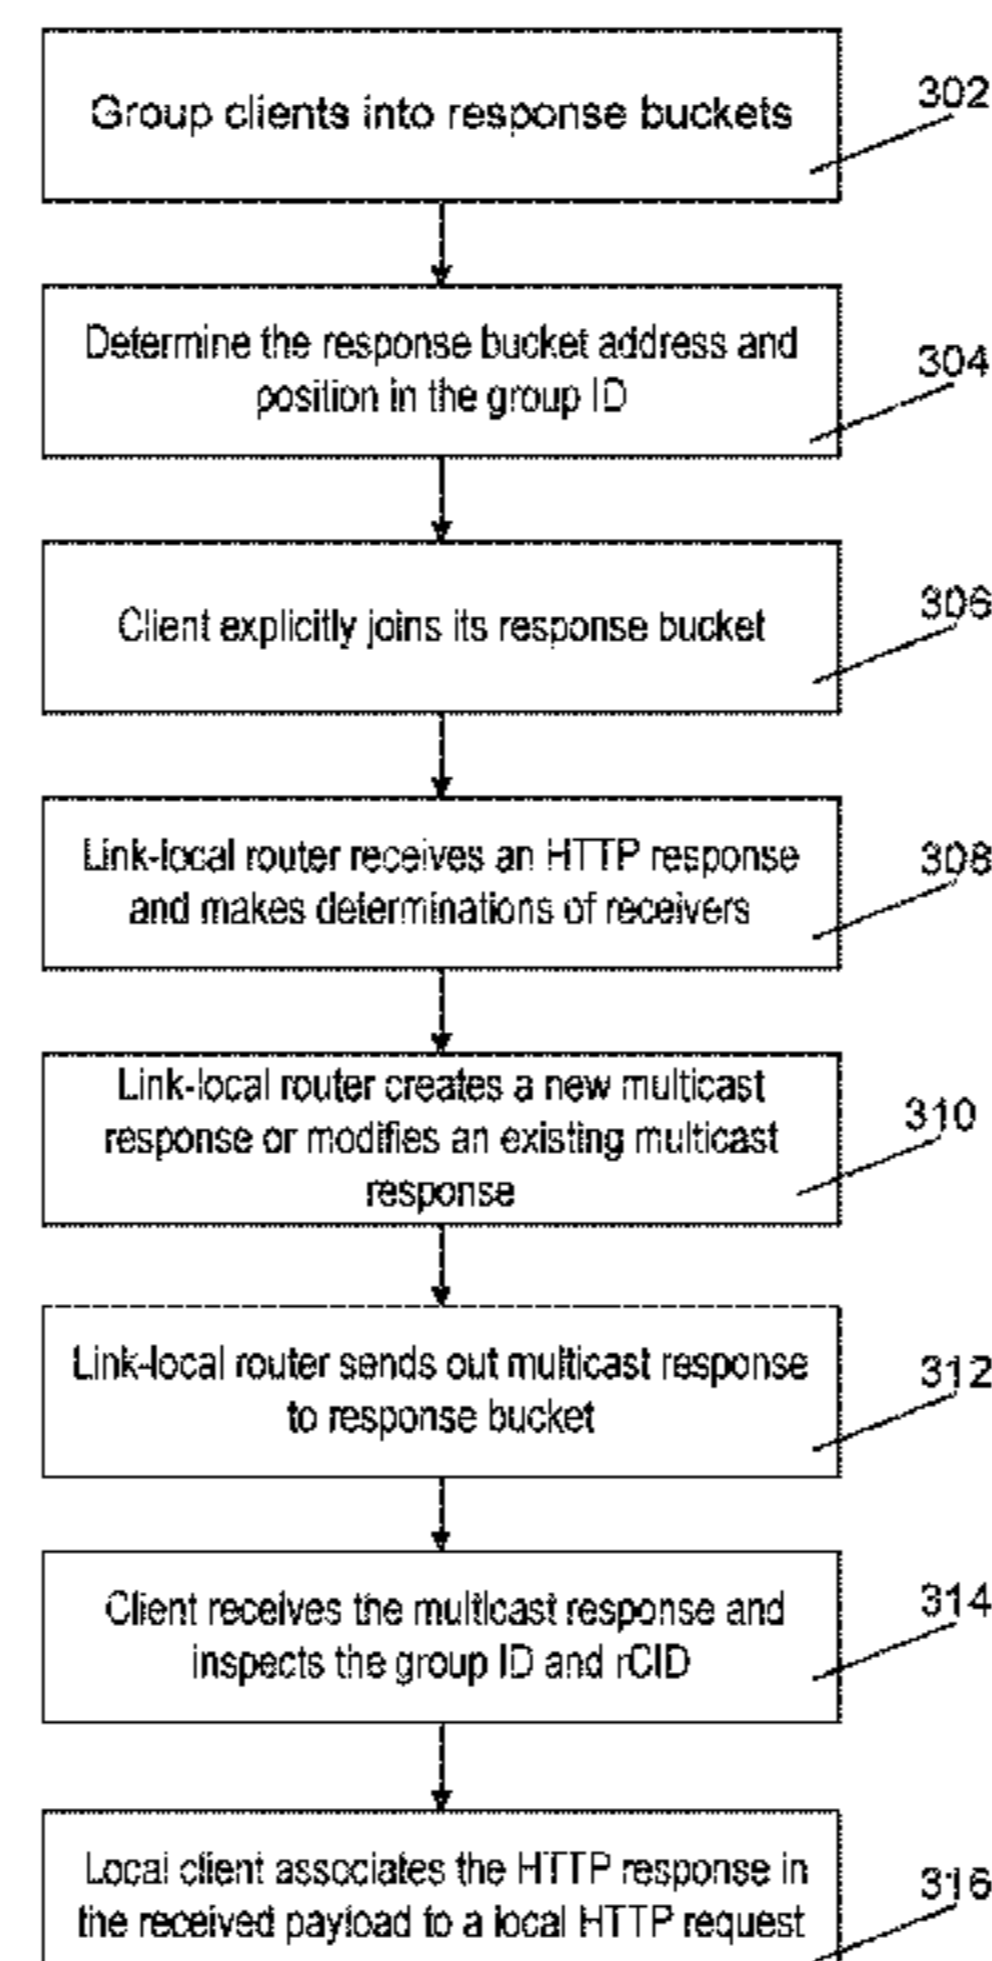 Group clients into response buckets
302
Determine the response bucket address and
position in the group ID
304
Client explicitly joins its response bucket
306
Link-local router receives an HTTP response
and makes determinations of receivers
308
Link-local router creates a new multicast
response or modifies an existing multicast
response
310
Link-local router sends out multicast response
to response bucket
312
Client receives the multicast response and
inspects the group ID and rCID
314
Local client associates the HTTP response in
the received payload to a local HTTP request
316